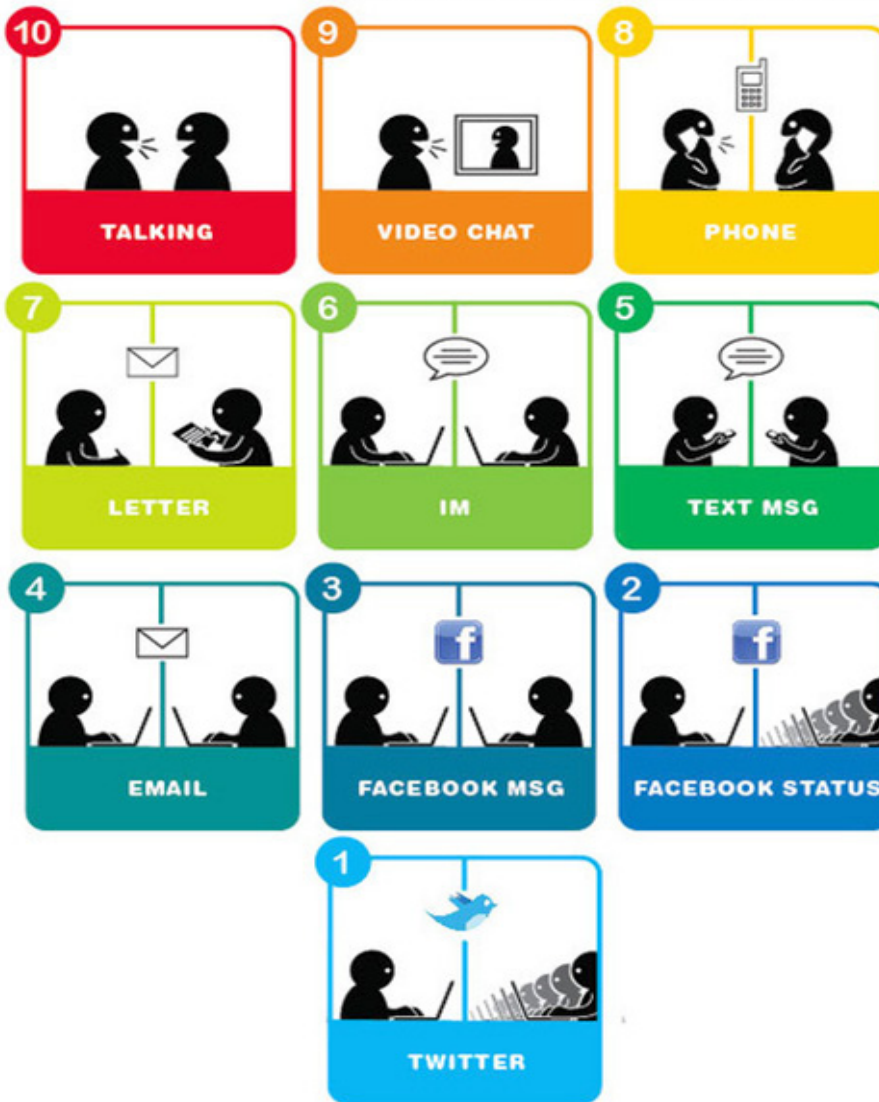 10
TALKING
9
VIDEO CHAT
8
PHONE
7
LETTER
6
IM
5
TEXT MSG
4
EMAIL
3
f
FACEBOOK MSG
2
f
FACEBOOK STATUS
1
TWITTER